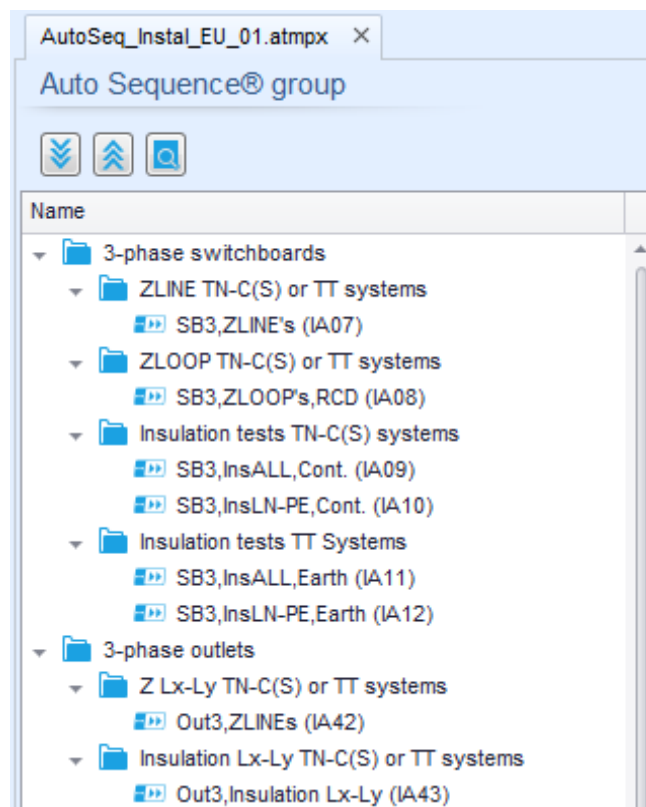 AutoSeq_Instal_EU_01.atmpx
Auto Sequence® group
Name
3-phase switchboards
ZLINE TN-C(S) or TT systems
SB3,ZLINE's (IA07)
ZLOOP TN-C(S) or TT systems
SB3,ZLOOP's,RCD (IA08)
Insulation tests TN-C(S) systems
SB3,InsALL,Cont. (IA09)
SB3,InsLN-PE,Cont. (IA10)
Insulation tests TT Systems
SB3,InsALL,Earth (IA11)
SB3,InsLN-PE,Earth (IA12)
3-phase outlets
Z Lx-Ly TN-C(S) or TT systems
Out3,ZLINEs (IA42)
Insulation Lx-Ly TN-C(S) or TT systems
Out3,Insulation Lx-Ly (IA43)